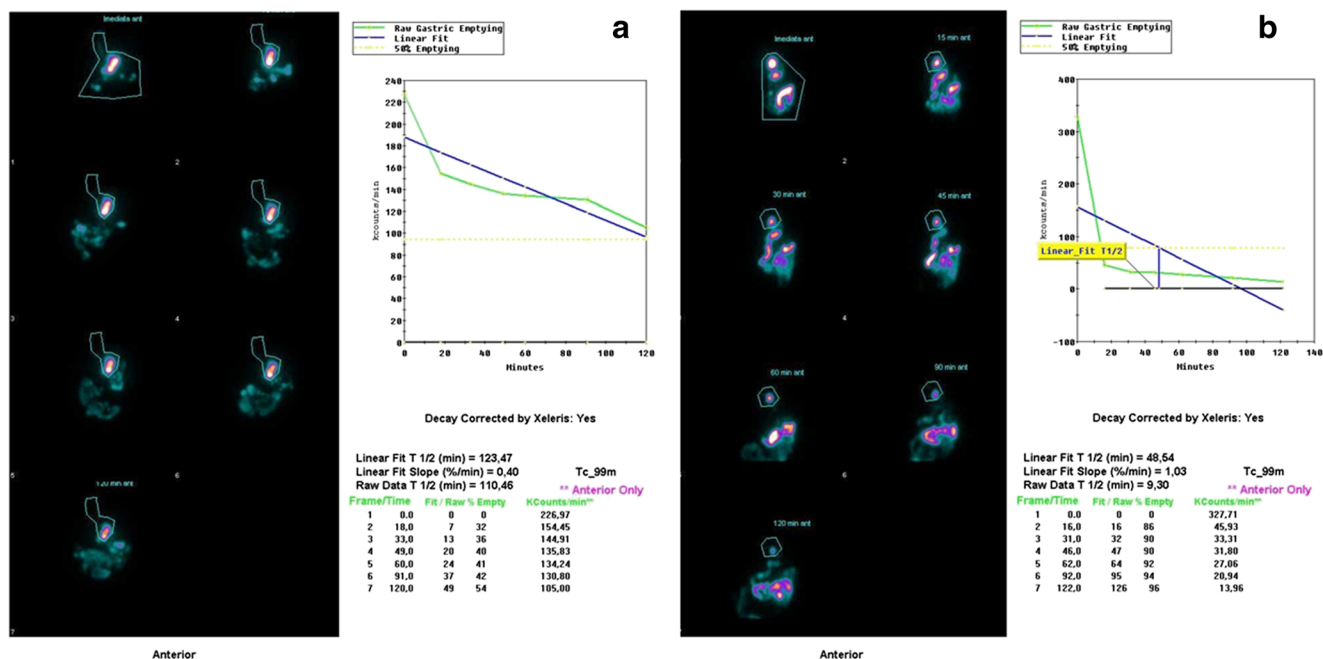 Imediata ant
1
2
3
4
5
6
7
120 min ant
Anterior
a
Raw Gastric Emptying
Linear Fit
50% Emptying
240
220
200
180
160
140
120
100
80
60
40
20
0
kcounts/min
0 20 40 60 80 100 120
Minutes
Decay Corrected by Xeleris: Yes
Linear Fit T 1/2 (min) = 123,47
Linear Fit Slope (%/min) = 0,40 Tc_99m
Raw Data T 1/2 (min) = 110,46 ** Anterior Only
Frame/Time Fit / Raw % Empty KCounts/min**
1 0.0 0 0 226,97
2 18,0 7 32 154,45
3 33,0 13 36 144,91
4 49,0 20 40 135,83
5 60,0 24 41 134,24
6 91,0 37 42 130,80
7 120,0 49 54 105,00
Imediata ant
15 min ant
2
30 min ant
45 min ant
4
60 min ant
90 min ant
5
6
120 min ant
7
Anterior
b
Raw Gastric Emptying
Linear Fit
50% Emptying
400
300
200
100
0
-100
kcounts/min
Linear_Fit T1/2
0 20 40 60 80 100 120 140
Minutes
Decay Corrected by Xeleris: Yes
Linear Fit T 1/2 (min) = 48,54
Linear Fit Slope (%/min) = 1,03 Tc_99m
Raw Data T 1/2 (min) = 9,30 ** Anterior Only
Frame/Time Fit / Raw % Empty KCounts/min**
1 0.0 0 0 327,71
2 16,0 16 86 45,93
3 31,0 32 90 33,31
4 46,0 47 90 31,80
5 62,0 64 92 27,06
6 92,0 95 94 20,94
7 122,0 126 96 13,96